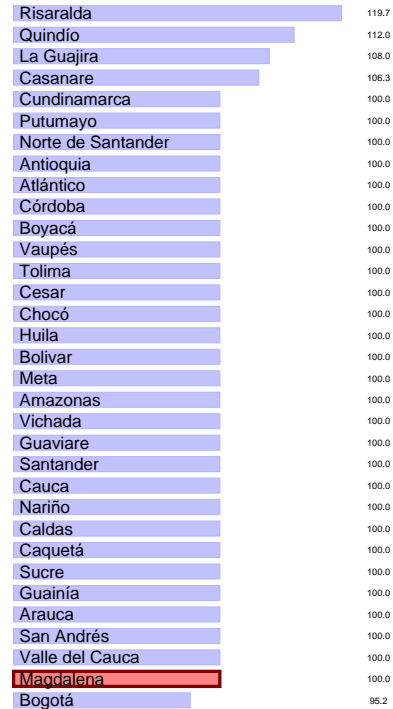 Risaralda 119.7
Quindío 112.0
La Guajira 108.0
Casanare 106.3
Cundinamarca 100.0
Putumayo 100.0
Norte de Santander 100.0
Antioquia 100.0
Atlántico 100.0
Córdoba 100.0
Boyacá 100.0
Vaupés 100.0
Tolima 100.0
Cesar 100.0
Chocó 100.0
Huila 100.0
Bolivar 100.0
Meta 100.0
Amazonas 100.0
Vichada 100.0
Guaviare 100.0
Santander 100.0
Cauca 100.0
Nariño 100.0
Caldas 100.0
Caquetá 100.0
Sucre 100.0
Guainía 100.0
Arauca 100.0
San Andrés 100.0
Valle del Cauca 100.0
Magdalena 100.0
Bogotá 95.2